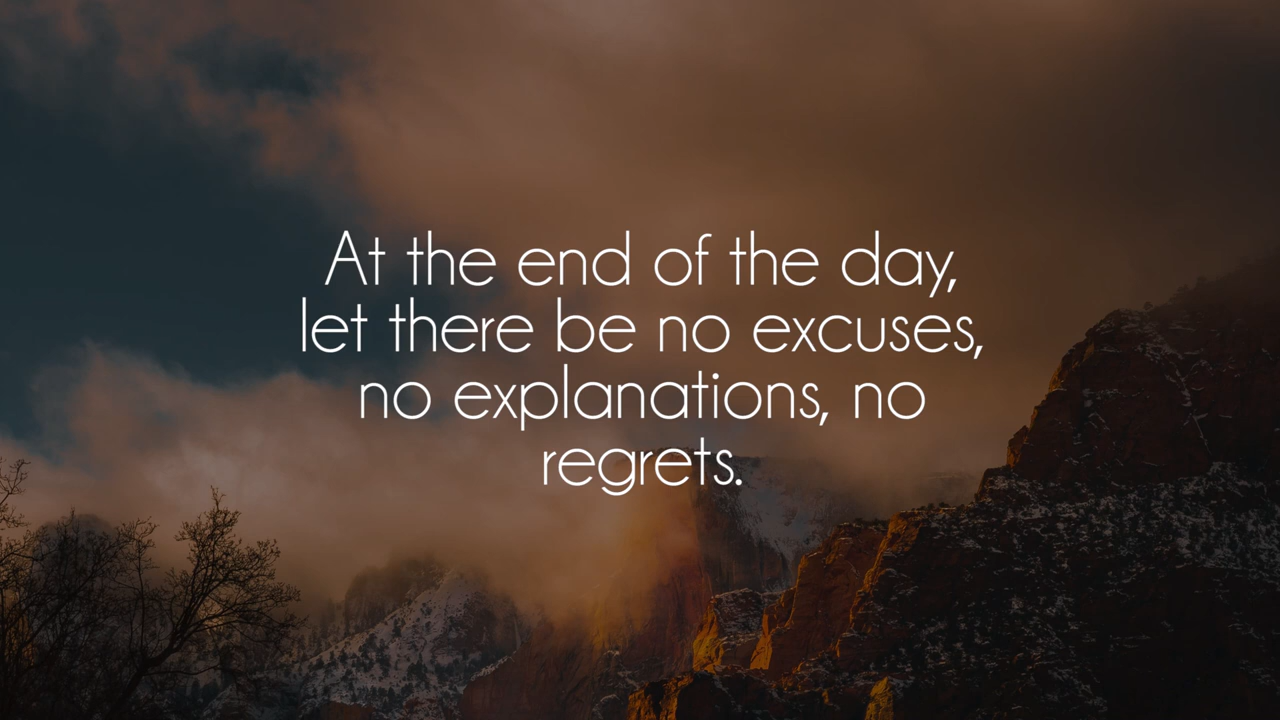 At the end of the day,
let there be no excuses,
no explanations, no
regrets.